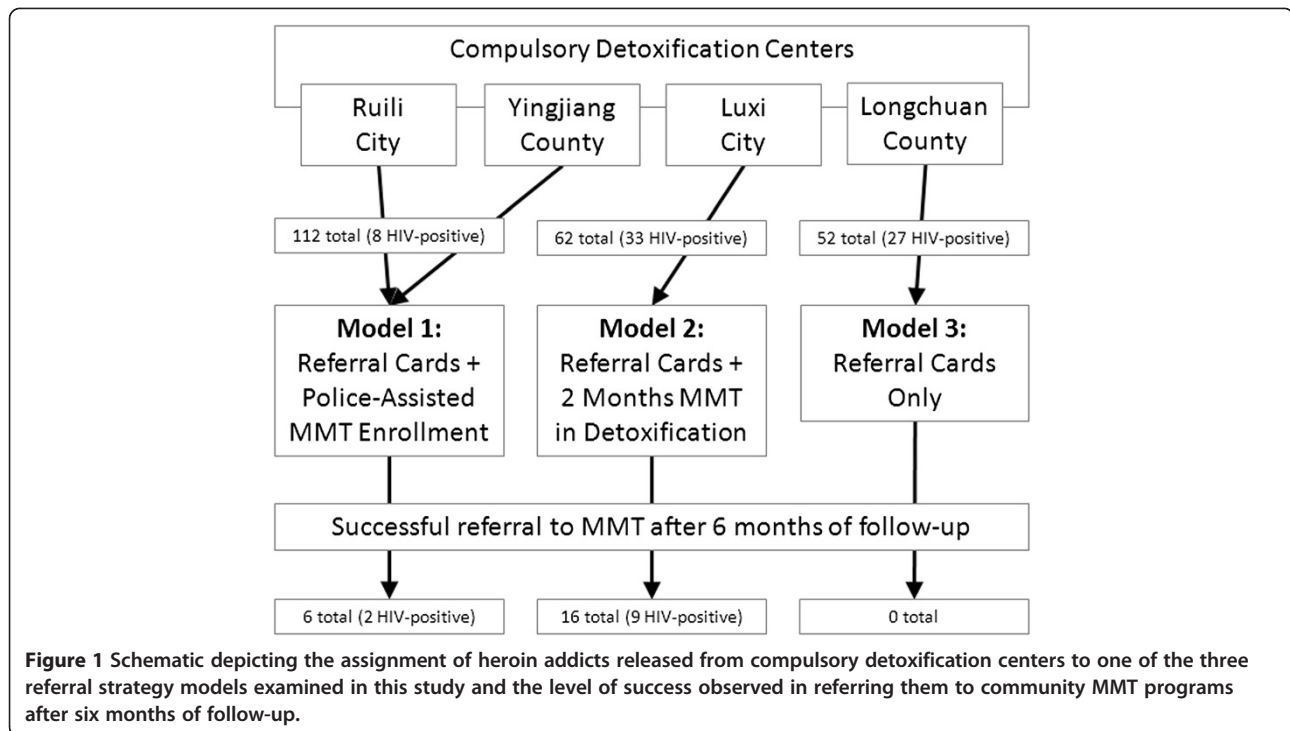 Compulsory Detoxification Centers
Ruili
City
Yingjiang
County
Luxi
City
Longchuan
County
112 total (8 HIV-positive)
62 total (33 HIV-positive)
52 total (27 HIV-positive)
Model 1:
Referral Cards +
Police-Assisted
MMT Enrollment
Model 2:
Referral Cards +
2 Months MMT
in Detoxification
Model 3:
Referral Cards
Only
Successful referral to MMT after 6 months of follow-up
6 total (2 HIV-positive)
16 total (9 HIV-positive)
0 total
Figure 1 Schematic depicting the assignment of heroin addicts released from compulsory detoxification centers to one of the three
referral strategy models examined in this study and the level of success observed in referring them to community MMT programs
after six months of follow-up.